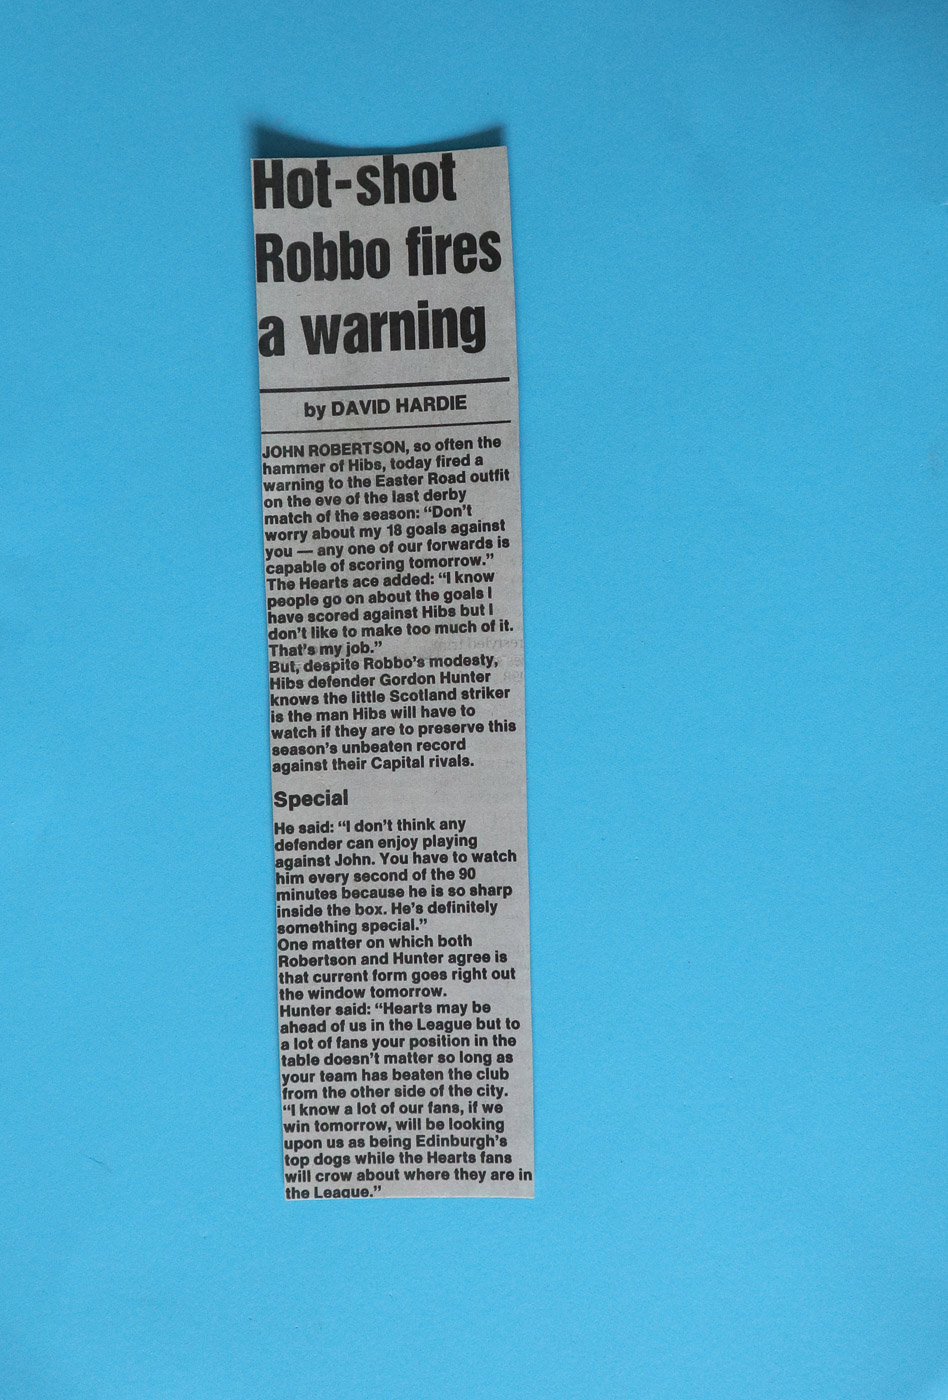 Hot-shot
Robbo fires
a warning
by DAVID HARDIE
JOHN ROBERTSON, so often the
hammer of Hibs, today fired a
warning to the Easter Road outfit
on the eve of the last derby
match of the season: “Don’t
worry about my 18 goals against
you — any one of our forwards is
capable of scoring tomorrow.”
The Hearts ace added: “I know
people go on about the goals I
have scored against Hibs but I
don’t like to make too much of it.
That’s my job.”
But, despite Robbo’s modesty,
Hibs defender Gordon Hunter
knows the little Scotland striker
is the man Hibs will have to
watch if they are to preserve this
season’s unbeaten record
against their Capital rivals.
Special
He said: “I don’t think any
defender can enjoy playing
against John. You have to watch
him every second of the 90
minutes because he is so sharp
inside the box. He’s definitely
something special.”
One matter on which both
Robertson and Hunter agree is
that current form goes right out
the window tomorrow.
Hunter said: “Hearts may be
ahead of us in the League but to
a lot of fans your position in the
table doesn’t matter so long as
your team has beaten the club
from the other side of the city.
“I know a lot of our fans, if we
win tomorrow, will be looking
upon us as being Edinburgh’s
top dogs while the Hearts fans
will crow about where they are in
the League.”